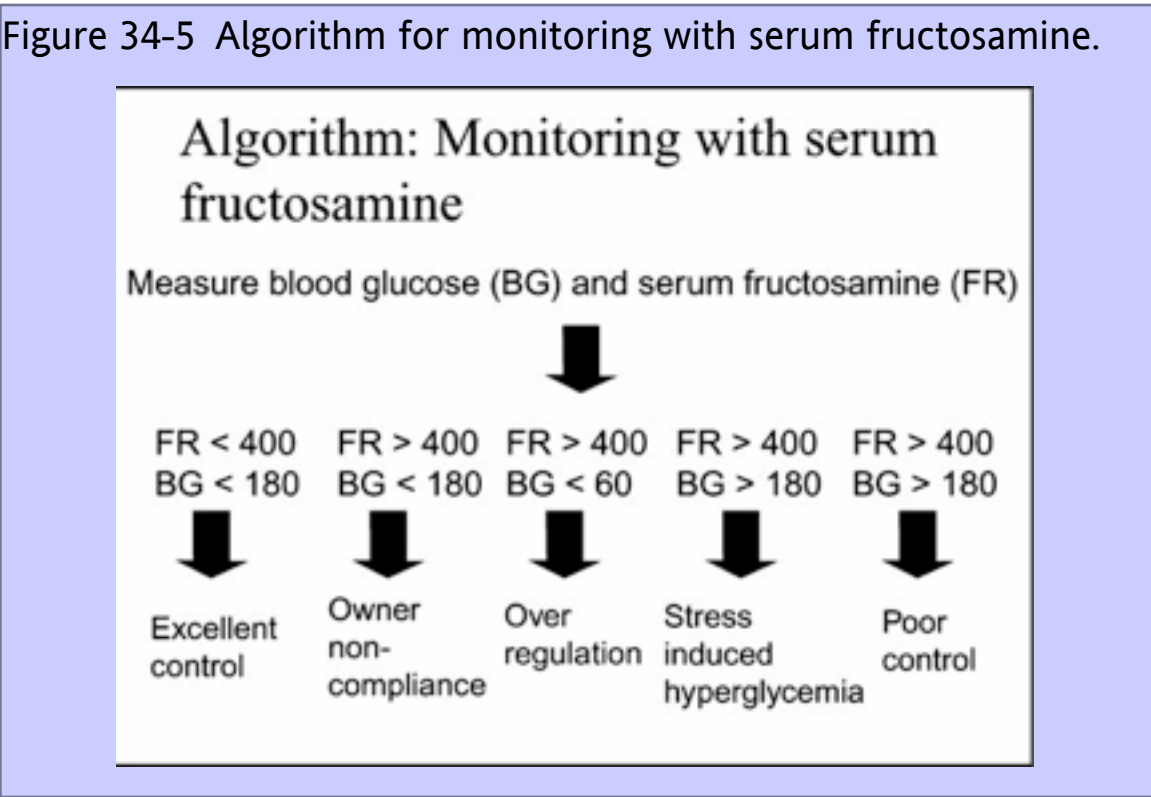 Figure 34-5 Algorithm for monitoring with serum fructosamine.
Algorithm: Monitoring with serum
fructosamine
Measure blood glucose (BG) and serum fructosamine (FR)
FR < 400
BG < 180
FR > 400
BG < 180
FR > 400
BG < 60
FR > 400
BG > 180
FR > 400
BG > 180
Excellent
control
Owner
non-
compliance
Over
regulation
Stress
induced
hyperglycemia
Poor
control